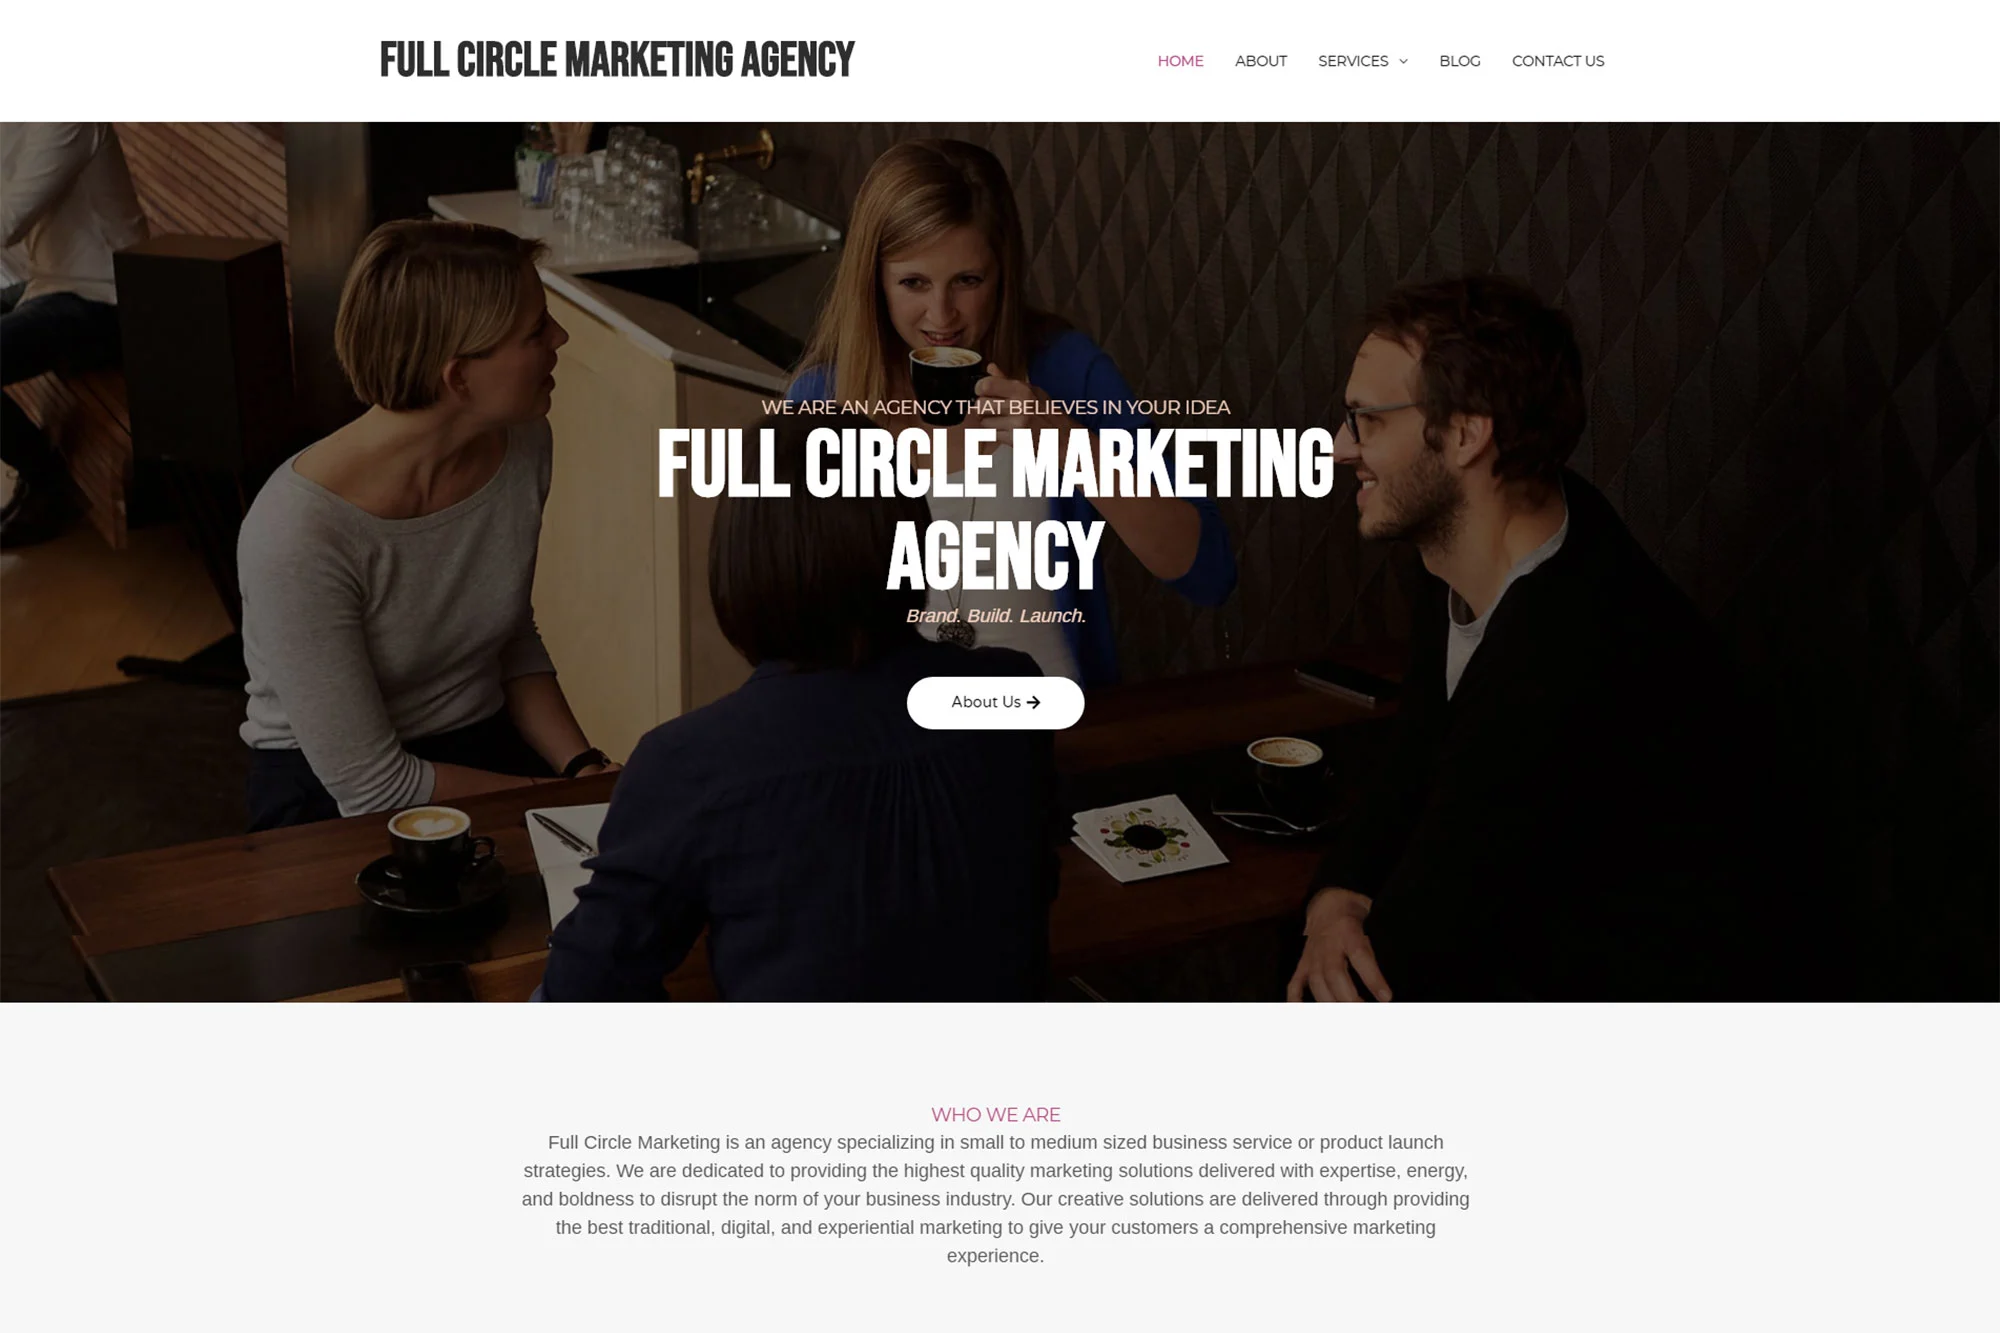 FULL CIRCLE MARKETING AGENCY
HOME ABOUT SERVICES BLOG CONTACT US
WE ARE AN AGENCY THAT BELIEVES IN YOUR IDEA
FULL CIRCLE MARKETING
AGENCY
Brand. Build. Launch.
About Us
WHO WE ARE
Full Circle Marketing is an agency specializing in small to medium sized business service or product launch
strategies. We are dedicated to providing the highest quality marketing solutions delivered with expertise, energy,
and boldness to disrupt the norm of your business industry. Our creative solutions are delivered through providing
the best traditional, digital, and experiential marketing to give your customers a comprehensive marketing
experience.